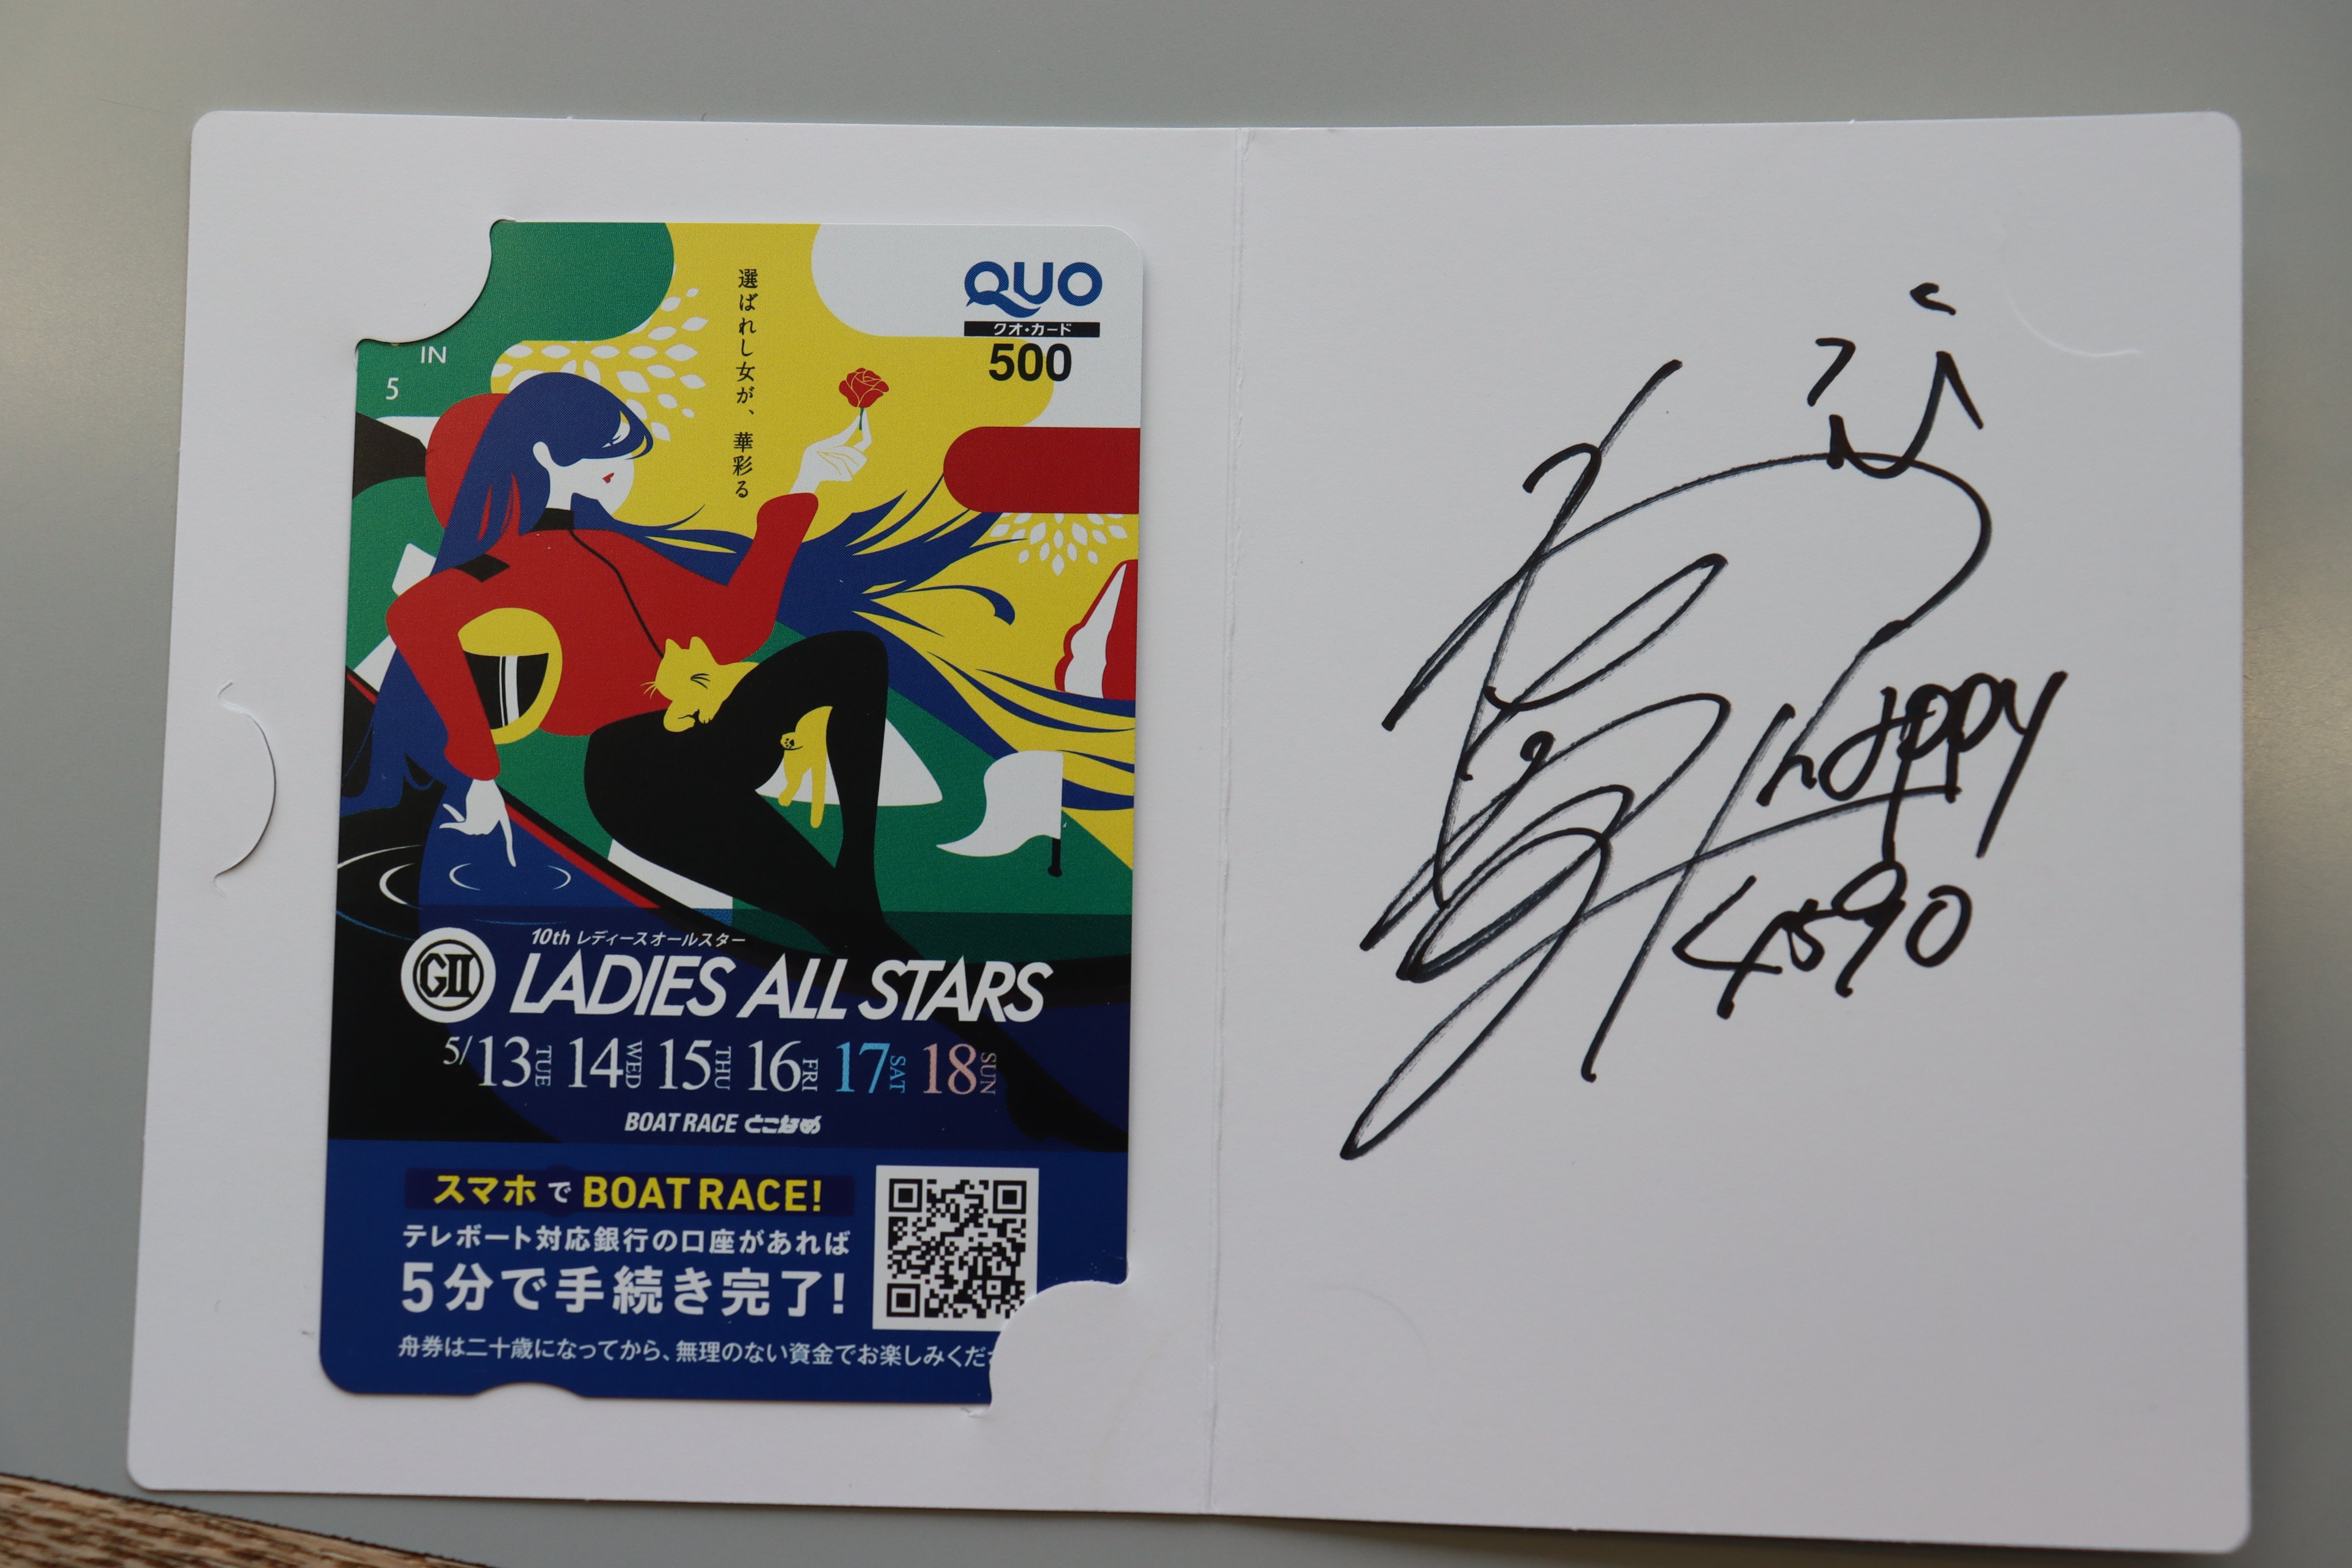 QUO
クオ・カード
500
IN
5
選ばれし女が、華彩る
10th レディースオールスター
GII LADIES ALL STARS
5/13 TUE 14 WED 15 THU 16 FRI 17 SAT 18 SUN
BOAT RACE とこなめ
スマホで BOAT RACE!
テレボート対応銀行の口座があれば
5分で手続き完了!
舟券は二十歳になってから、無理のない資金でお楽しみくだ
happy
4590